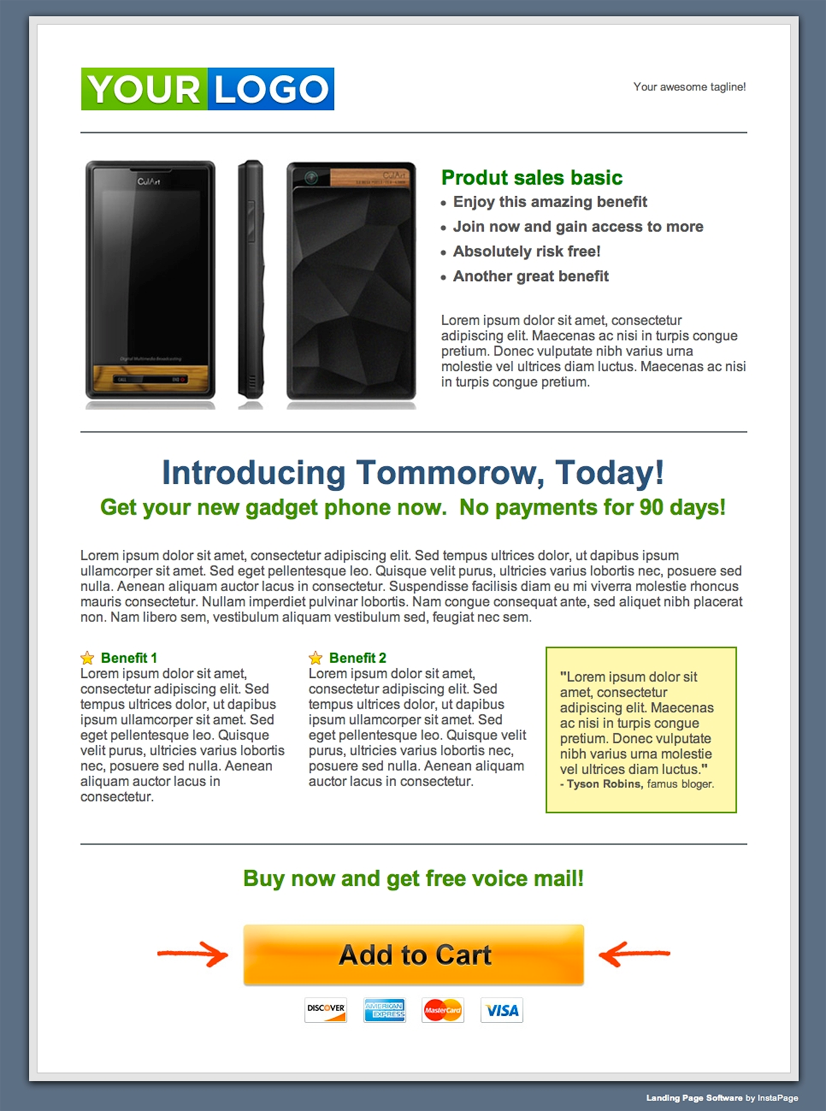 YOUR LOGO
Your awesome tagline!
CulArt
CulArt
Digital Multimedia Broadcasting
Produt sales basic
Enjoy this amazing benefit
Join now and gain access to more
Absolutely risk free!
Another great benefit
Lorem ipsum dolor sit amet, consectetur
adipiscing elit. Maecenas ac nisi in turpis congue
pretium. Donec vulputate nibh varius urna
molestie vel ultrices diam luctus. Maecenas ac nisi
in turpis congue pretium.
Introducing Tommorow, Today!
Get your new gadget phone now. No payments for 90 days!
Lorem ipsum dolor sit amet, consectetur adipiscing elit. Sed tempus ultrices dolor, ut dapibus ipsum
ullamcorper sit amet. Sed eget pellentesque leo. Quisque velit purus, ultricies varius lobortis nec, posuere sed
nulla. Aenean aliquam auctor lacus in consectetur. Suspendisse facilisis diam eu mi viverra molestie rhoncus
mauris consectetur. Nullam imperdiet pulvinar lobortis. Nam congue consequat ante, sed aliquet nibh placerat
non. Nam libero sem, vestibulum aliquam vestibulum sed, feugiat nec sem.
Benefit 1
Lorem ipsum dolor sit amet,
consectetur adipiscing elit. Sed
tempus ultrices dolor, ut dapibus
ipsum ullamcorper sit amet. Sed
eget pellentesque leo. Quisque
velit purus, ultricies varius lobortis
nec, posuere sed nulla. Aenean
aliquam auctor lacus in
consectetur.
Benefit 2
Lorem ipsum dolor sit amet,
consectetur adipiscing elit. Sed
tempus ultrices dolor, ut dapibus
ipsum ullamcorper sit amet. Sed
eget pellentesque leo. Quisque velit
purus, ultricies varius lobortis nec,
posuere sed nulla. Aenean aliquam
auctor lacus in consectetur.
"Lorem ipsum dolor sit
amet, consectetur
adipiscing elit. Maecenas
ac nisi in turpis congue
pretium. Donec vulputate
nibh varius urna molestie
vel ultrices diam luctus."
- Tyson Robins, famus bloger.
Buy now and get free voice mail!
Add to Cart
DISCOVER
AMERICAN EXPRESS
MasterCard
VISA
Landing Page Software by InstaPage